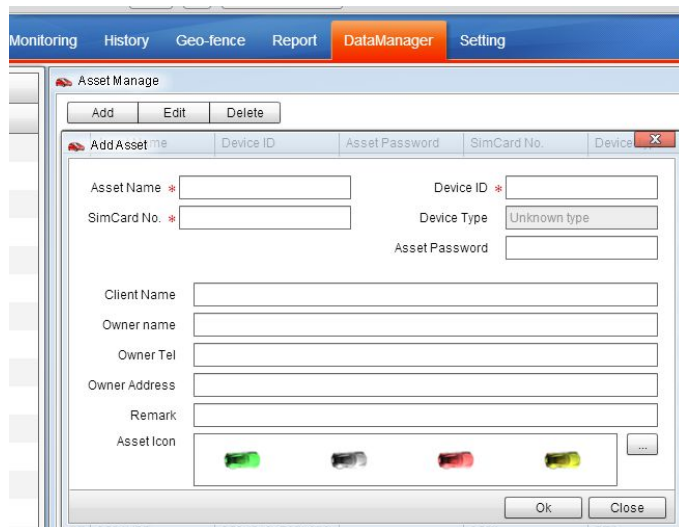 Monitoring History Geo-fence Report DataManager Setting
Asset Manage
Add Edit Delete
Add Asset me Device ID Asset Password SimCard No. Device
Asset Name * Device ID *
SimCard No. * Device Type Unknown type
Asset Password
Client Name
Owner name
Owner Tel
Owner Address
Remark
Asset Icon ...
Ok Close